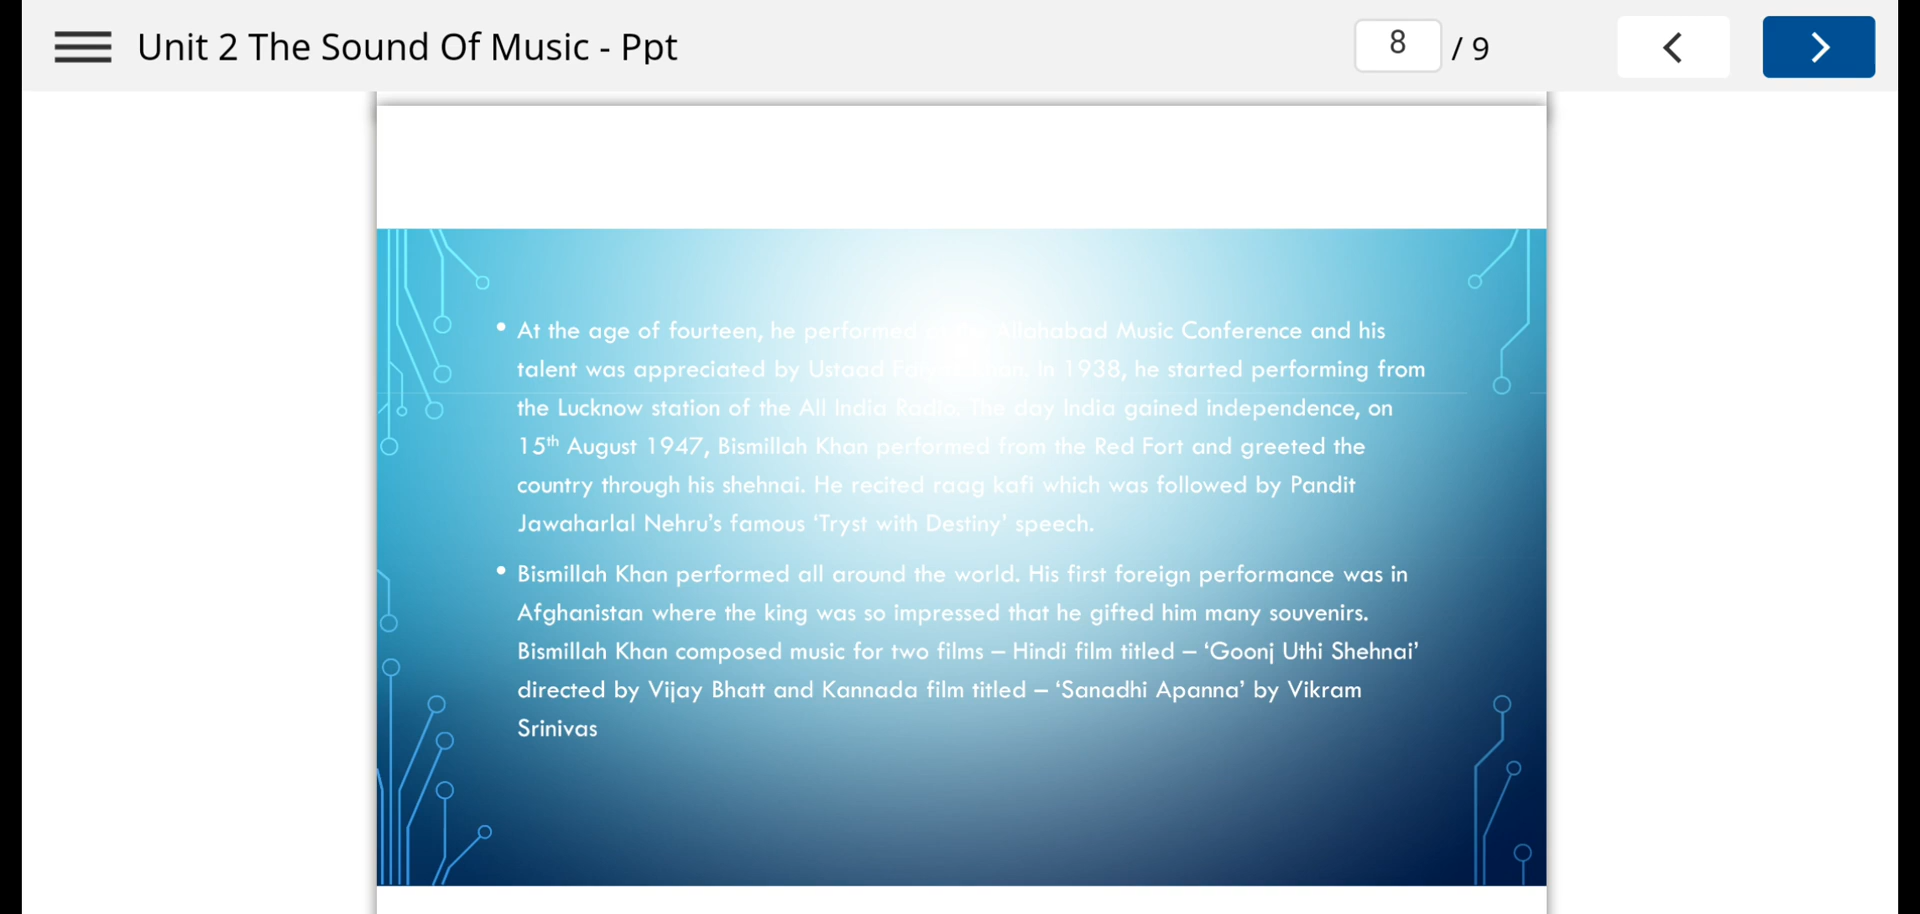 Unit 2 The Sound Of Music - Ppt
8 / 9
• At the age of fourteen, he performed Allahabad Music Conference and his
talent was appreciated by Ustaad In 1938, he started performing from
the Lucknow station of the All India Radio. The day India gained independence, on
15th August 1947, Bismillah Khan performed from the Red Fort and greeted the
country through his shehnai. He recited raag kafi which was followed by Pandit
Jawaharlal Nehru’s famous ‘Tryst with Destiny’ speech.
• Bismillah Khan performed all around the world. His first foreign performance was in
Afghanistan where the king was so impressed that he gifted him many souvenirs.
Bismillah Khan composed music for two films – Hindi film titled – ‘Goonj Uthi Shehnai’
directed by Vijay Bhatt and Kannada film titled – ‘Sanadhi Apanna’ by Vikram
Srinivas